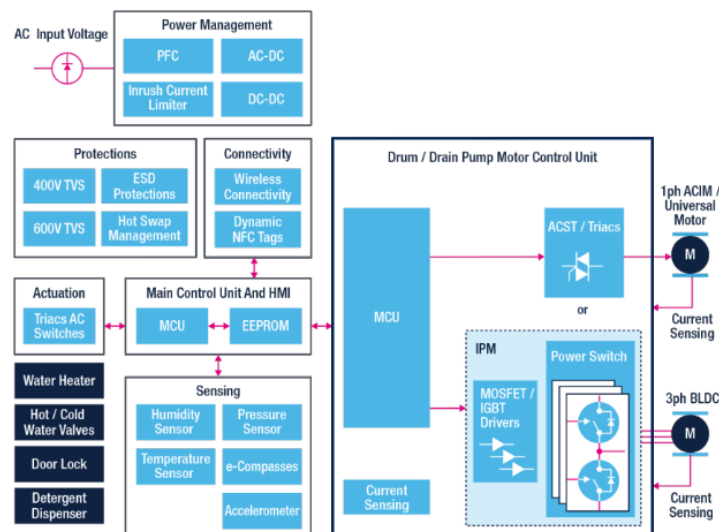 AC Input Voltage
Power Management
PFC
AC-DC
Inrush Current
Limiter
DC-DC
Protections
400V TVS
ESD
Protections
600V TVS
Hot Swap
Management
Connectivity
Wireless
Connectivity
Dynamic
NFC Tags
Actuation
Triacs AC
Switches
Main Control Unit And HMI
MCU
EEPROM
Water Heater
Hot / Cold
Water Valves
Door Lock
Detergent
Dispenser
Sensing
Humidity
Sensor
Pressure
Sensor
Temperature
Sensor
e-Compasses
Accelerometer
Drum / Drain Pump Motor Control Unit
MCU
ACST / Triacs
or
IPM
MOSFET /
IGBT
Drivers
Power Switch
Current
Sensing
1ph ACIM /
Universal
Motor
M
Current
Sensing
3ph BLDC
M
Current
Sensing